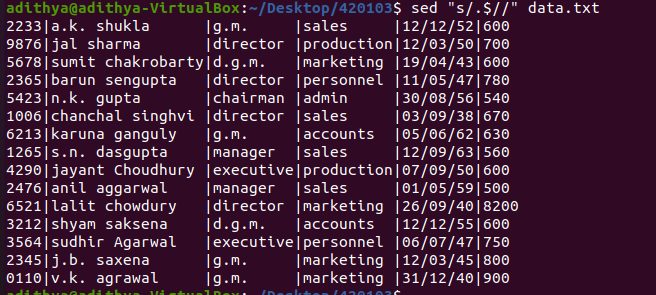 adithya@adithya-VirtualBox:~/Desktop/420103$ sed "s/.$//" data.txt
2233|a.k. shukla     |g.m.     |sales     |12/12/52|600
9876|jal sharma      |director |production|12/03/50|700
5678|sumit chakrobarty|d.g.m.   |marketing |19/04/43|600
2365|barun sengupta  |director |personnel |11/05/47|780
5423|n.k. gupta      |chairman |admin     |30/08/56|540
1006|chanchal singhvi |director |sales     |03/09/38|670
6213|karuna ganguly  |g.m.     |accounts  |05/06/62|630
1265|s.n. dasgupta   |manager  |sales     |12/09/63|560
4290|jayant Choudhury |executive|production|07/09/50|600
2476|anil aggarwal   |manager  |sales     |01/05/59|500
6521|lalit chowdury  |director |marketing |26/09/40|8200
3212|shyam saksena   |d.g.m.   |accounts  |12/12/55|600
3564|sudhir Agarwal  |executive|personnel |06/07/47|750
2345|j.b. saxena     |g.m.     |marketing |12/03/45|800
0110|v.k. agrawal    |g.m.     |marketing |31/12/40|900
adithya@adithya-VirtualBox:~/Desktop/420103$